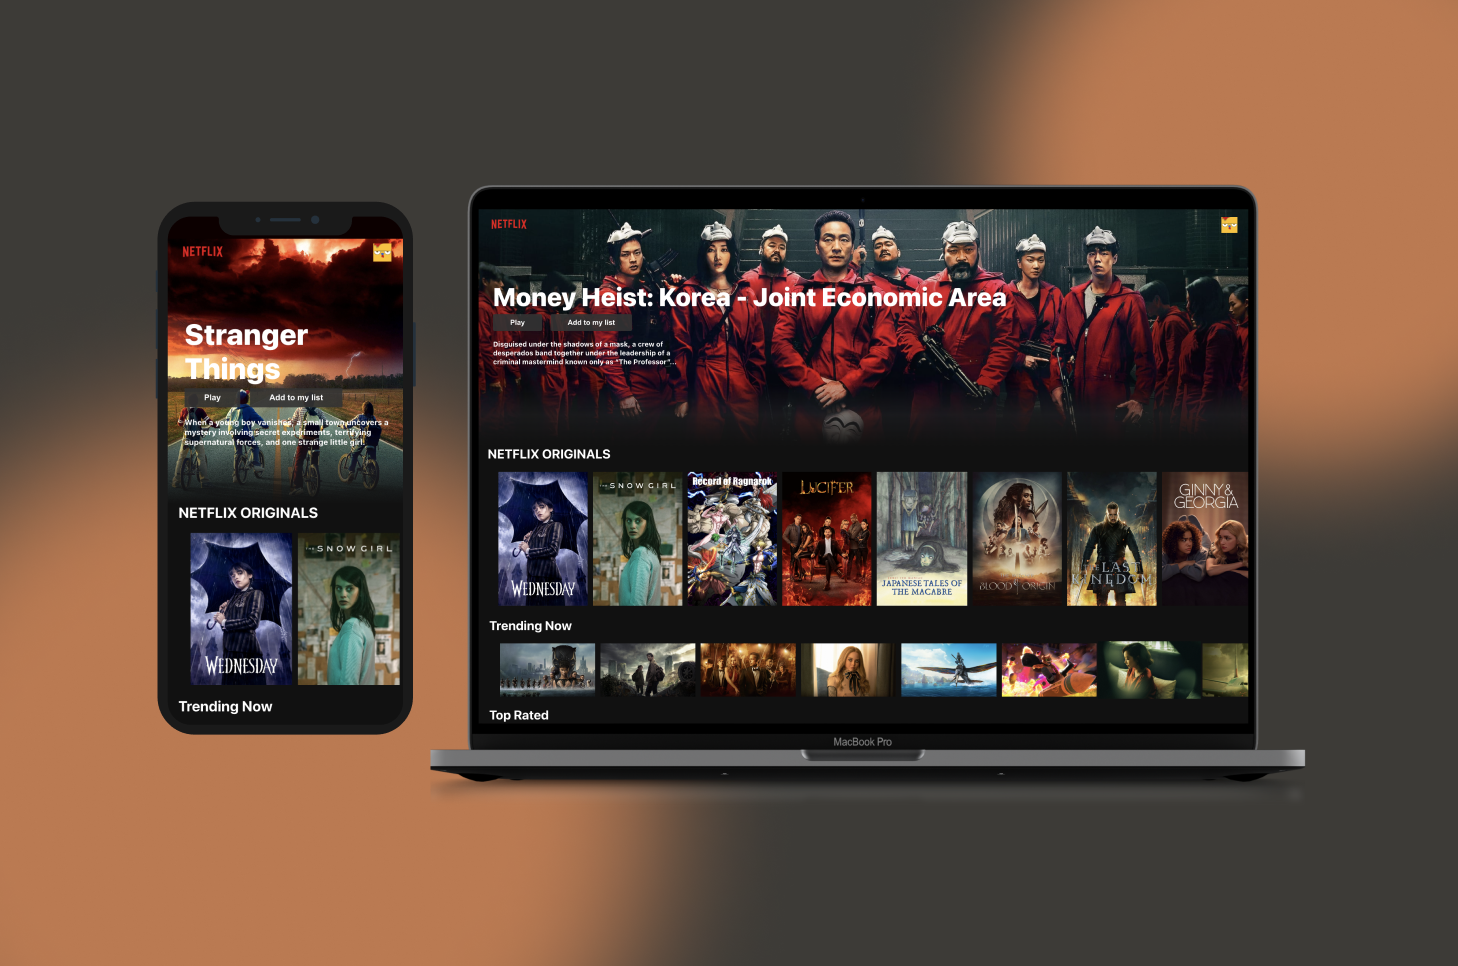 NETFLIX
Stranger
Things
Play
Add to my list
When a young boy vanishes, a small town uncovers a
mystery involving secret experiments, terrifying
supernatural forces, and one strange little girl.
NETFLIX ORIGINALS
WEDNESDAY
THE SNOW GIRL
Trending Now
NETFLIX
Money Heist: Korea - Joint Economic Area
Play
Add to my list
Disguised under the shadows of a mask, a crew of
desperados band together under the leadership of a
criminal mastermind known only as "The Professor"...
NETFLIX ORIGINALS
WEDNESDAY
THE SNOW GIRL
Record of Ragnarok
LUCIFER
JAPANESE TALES OF
THE MACABRE
BLOOD ORIGIN
THE LAST
KINGDOM
GINNY &
GEORGIA
Trending Now
Top Rated
MacBook Pro